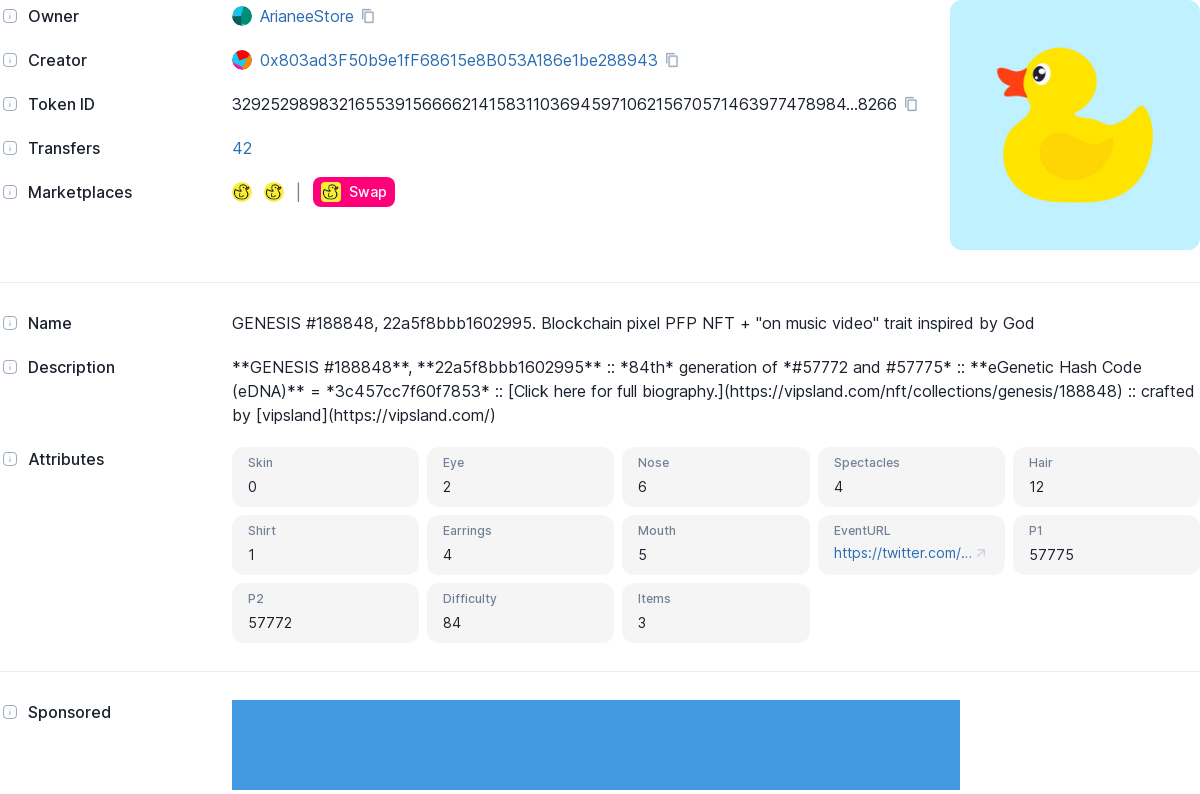 Owner
ArianeeStore
Creator
0x803ad3F50b9e1fF68615e8B053A186e1be288943
Token ID
32925298983216553915666621415831103694597106215670571463977478984...8266
Transfers
42
Marketplaces
| Swap
Name
GENESIS #188848, 22a5f8bbb1602995. Blockchain pixel PFP NFT + "on music video" trait inspired by God
Description
**GENESIS #188848**, **22a5f8bbb1602995** :: *84th* generation of *#57772 and #57775* :: **eGenetic Hash Code
(eDNA)** = *3c457cc7f60f7853* :: [Click here for full biography.](https://vipsland.com/nft/collections/genesis/188848) :: crafted
by [vipsland](https://vipsland.com/)
Attributes
Skin
0
Eye
2
Nose
6
Spectacles
4
Hair
12
Shirt
1
Earrings
4
Mouth
5
EventURL
https://twitter.com/...
P1
57775
P2
57772
Difficulty
84
Items
3
Sponsored